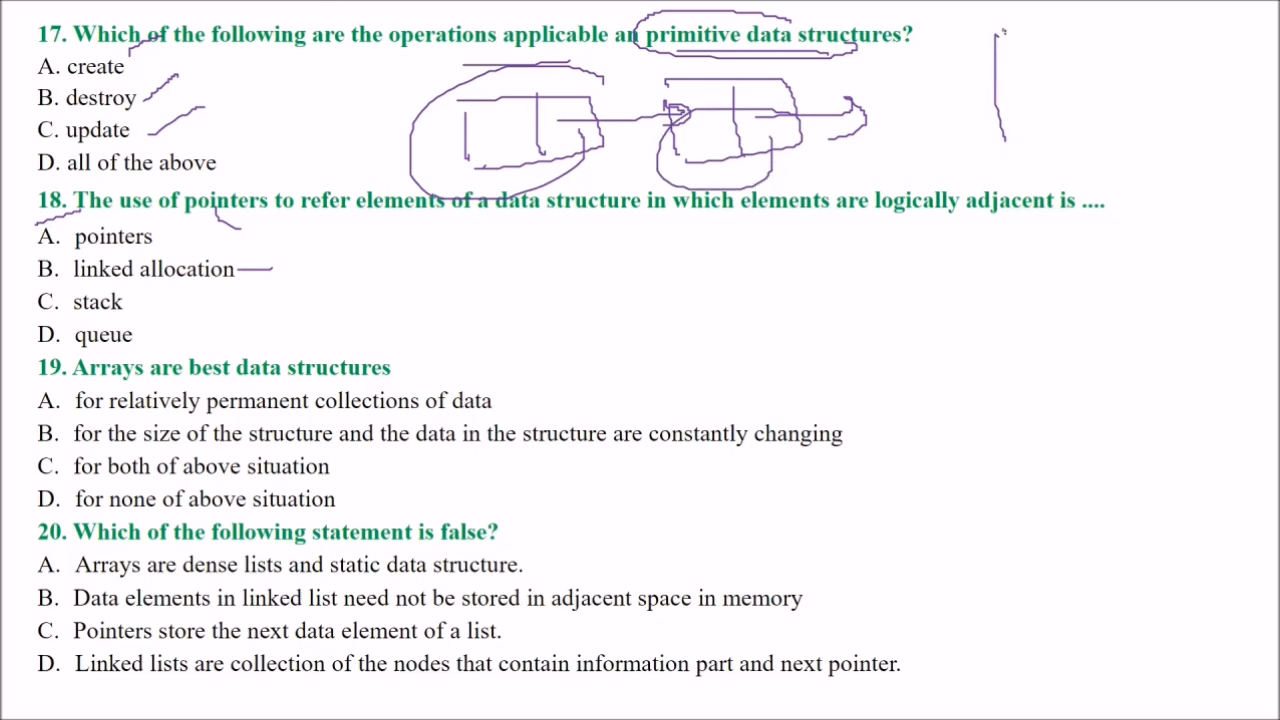 17. Which of the following are the operations applicable an primitive data structures?
A. create
B. destroy
C. update
D. all of the above
18. The use of pointers to refer elements of a data structure in which elements are logically adjacent is ....
A. pointers
B. linked allocation
C. stack
D. queue
19. Arrays are best data structures
A. for relatively permanent collections of data
B. for the size of the structure and the data in the structure are constantly changing
C. for both of above situation
D. for none of above situation
20. Which of the following statement is false?
A. Arrays are dense lists and static data structure.
B. Data elements in linked list need not be stored in adjacent space in memory
C. Pointers store the next data element of a list.
D. Linked lists are collection of the nodes that contain information part and next pointer.